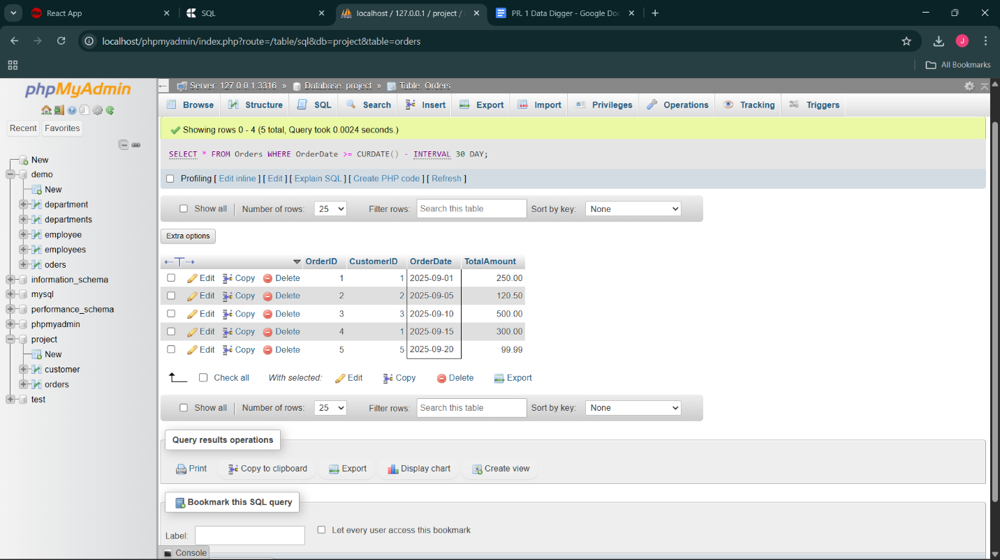 React App
SQL
localhost / 127.0.0.1 / project /
PR. 1 Data Digger - Google Doc
localhost/phpmyadmin/index.php?route=/table/sql&db=project&table=orders
J
All Bookmarks
phpMyAdmin
Recent Favorites
New
demo
New
department
departments
employee
employees
oders
information_schema
mysql
performance_schema
phpmyadmin
project
New
customer
orders
test
Server: 127.0.0.1:3316 » Database: project » Table: Orders
Browse Structure SQL Search Insert Export Import Privileges Operations Tracking Triggers
Showing rows 0 - 4 (5 total, Query took 0.0024 seconds.)
SELECT * FROM Orders WHERE OrderDate >= CURDATE() - INTERVAL 30 DAY;
Profiling [ Edit inline ] [ Edit ] [ Explain SQL ] [ Create PHP code ] [ Refresh ]
Show all Number of rows: 25 Filter rows: Search this table Sort by key: None
Extra options
OrderID CustomerID OrderDate TotalAmount
Edit Copy Delete 1 1 2025-09-01 250.00
Edit Copy Delete 2 2 2025-09-05 120.50
Edit Copy Delete 3 3 2025-09-10 500.00
Edit Copy Delete 4 1 2025-09-15 300.00
Edit Copy Delete 5 5 2025-09-20 99.99
Check all With selected: Edit Copy Delete Export
Show all Number of rows: 25 Filter rows: Search this table Sort by key: None
Query results operations
Print Copy to clipboard Export Display chart Create view
Bookmark this SQL query
Label: Let every user access this bookmark
Console